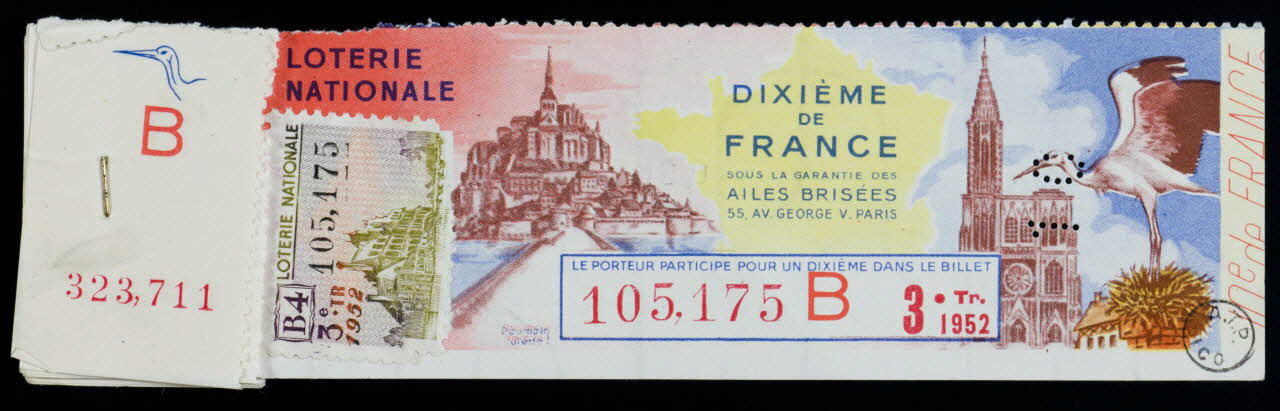 B
323,711
LOTERIE
NATIONALE
LOTERIE NATIONALE
105,175
B4
3e TR
1952
DIXIÈME
DE
FRANCE
SOUS LA GARANTIE DES
AILES BRISÉES
55, AV. GEORGE V. PARIS
LE PORTEUR PARTICIPE POUR UN DIXIÈME DANS LE BILLET
105,175 B
3e Tr.
1952
me de FRANCE